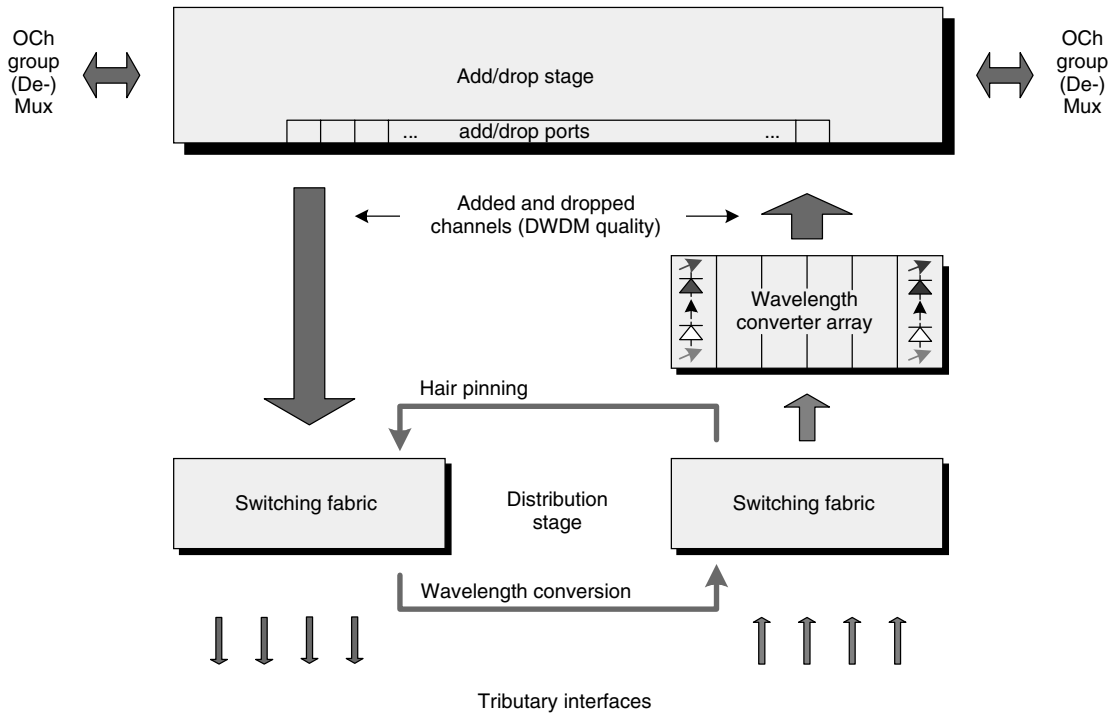 OCh
group
(De-)
Mux
Add/drop stage
OCh
group
(De-)
Mux
... add/drop ports ...
Added and dropped
channels (DWDM quality)
Wavelength
converter array
Hair pinning
Switching fabric
Distribution
stage
Switching fabric
Wavelength conversion
Tributary interfaces